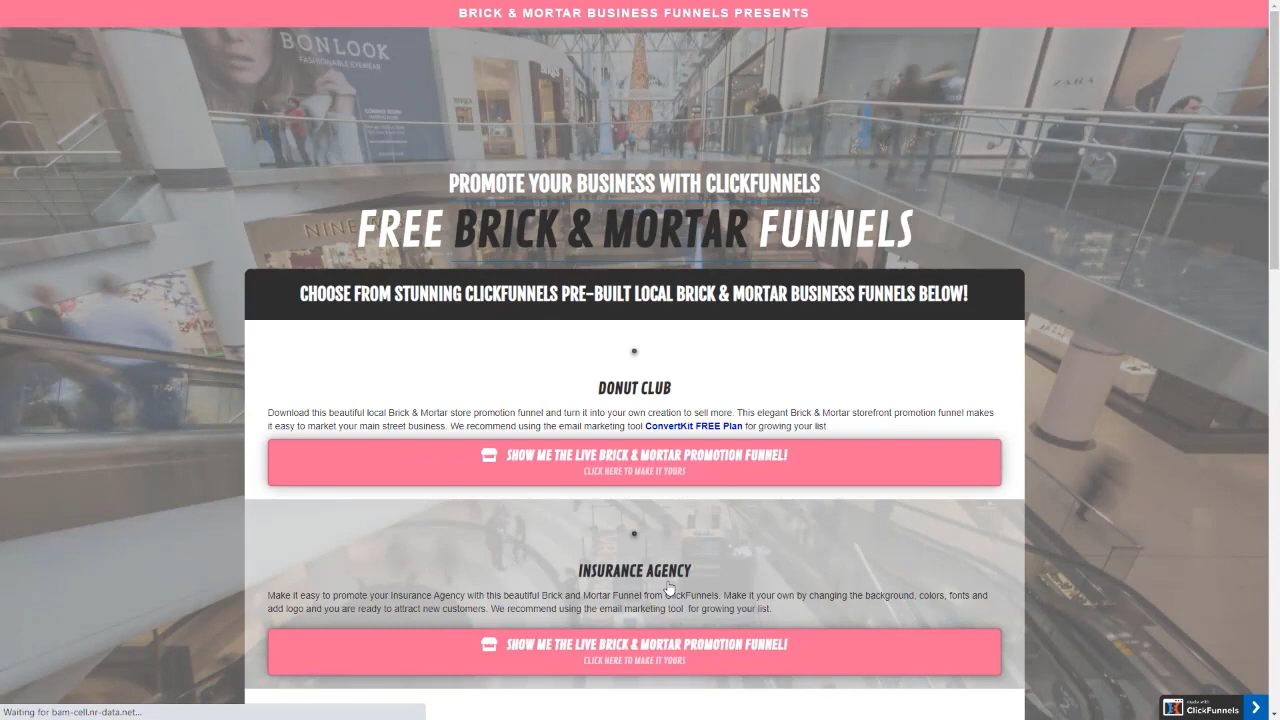 BRICK & MORTAR BUSINESS FUNNELS PRESENTS
BONLOOK
FASHIONABLE EYEWEAR
ZARA
PROMOTE YOUR BUSINESS WITH CLICKFUNNELS
FREE BRICK & MORTAR FUNNELS
CHOOSE FROM STUNNING CLICKFUNNELS PRE-BUILT LOCAL BRICK & MORTAR BUSINESS FUNNELS BELOW!
DONUT CLUB
Download this beautiful local Brick & Mortar store promotion funnel and turn it into your own creation to sell more. This elegant Brick & Mortar storefront promotion funnel makes
it easy to market your main street business. We recommend using the email marketing tool ConvertKit FREE Plan for growing your list
SHOW ME THE LIVE BRICK & MORTAR PROMOTION FUNNEL!
CLICK HERE TO MAKE IT YOURS
INSURANCE AGENCY
Make it easy to promote your Insurance Agency with this beautiful Brick and Mortar Funnel from ClickFunnels. Make it your own by changing the background, colors, fonts and
add logo and you are ready to attract new customers. We recommend using the email marketing tool for growing your list.
SHOW ME THE LIVE BRICK & MORTAR PROMOTION FUNNEL!
CLICK HERE TO MAKE IT YOURS
made with
ClickFunnels
Waiting for bam-cell.nr-data.net...